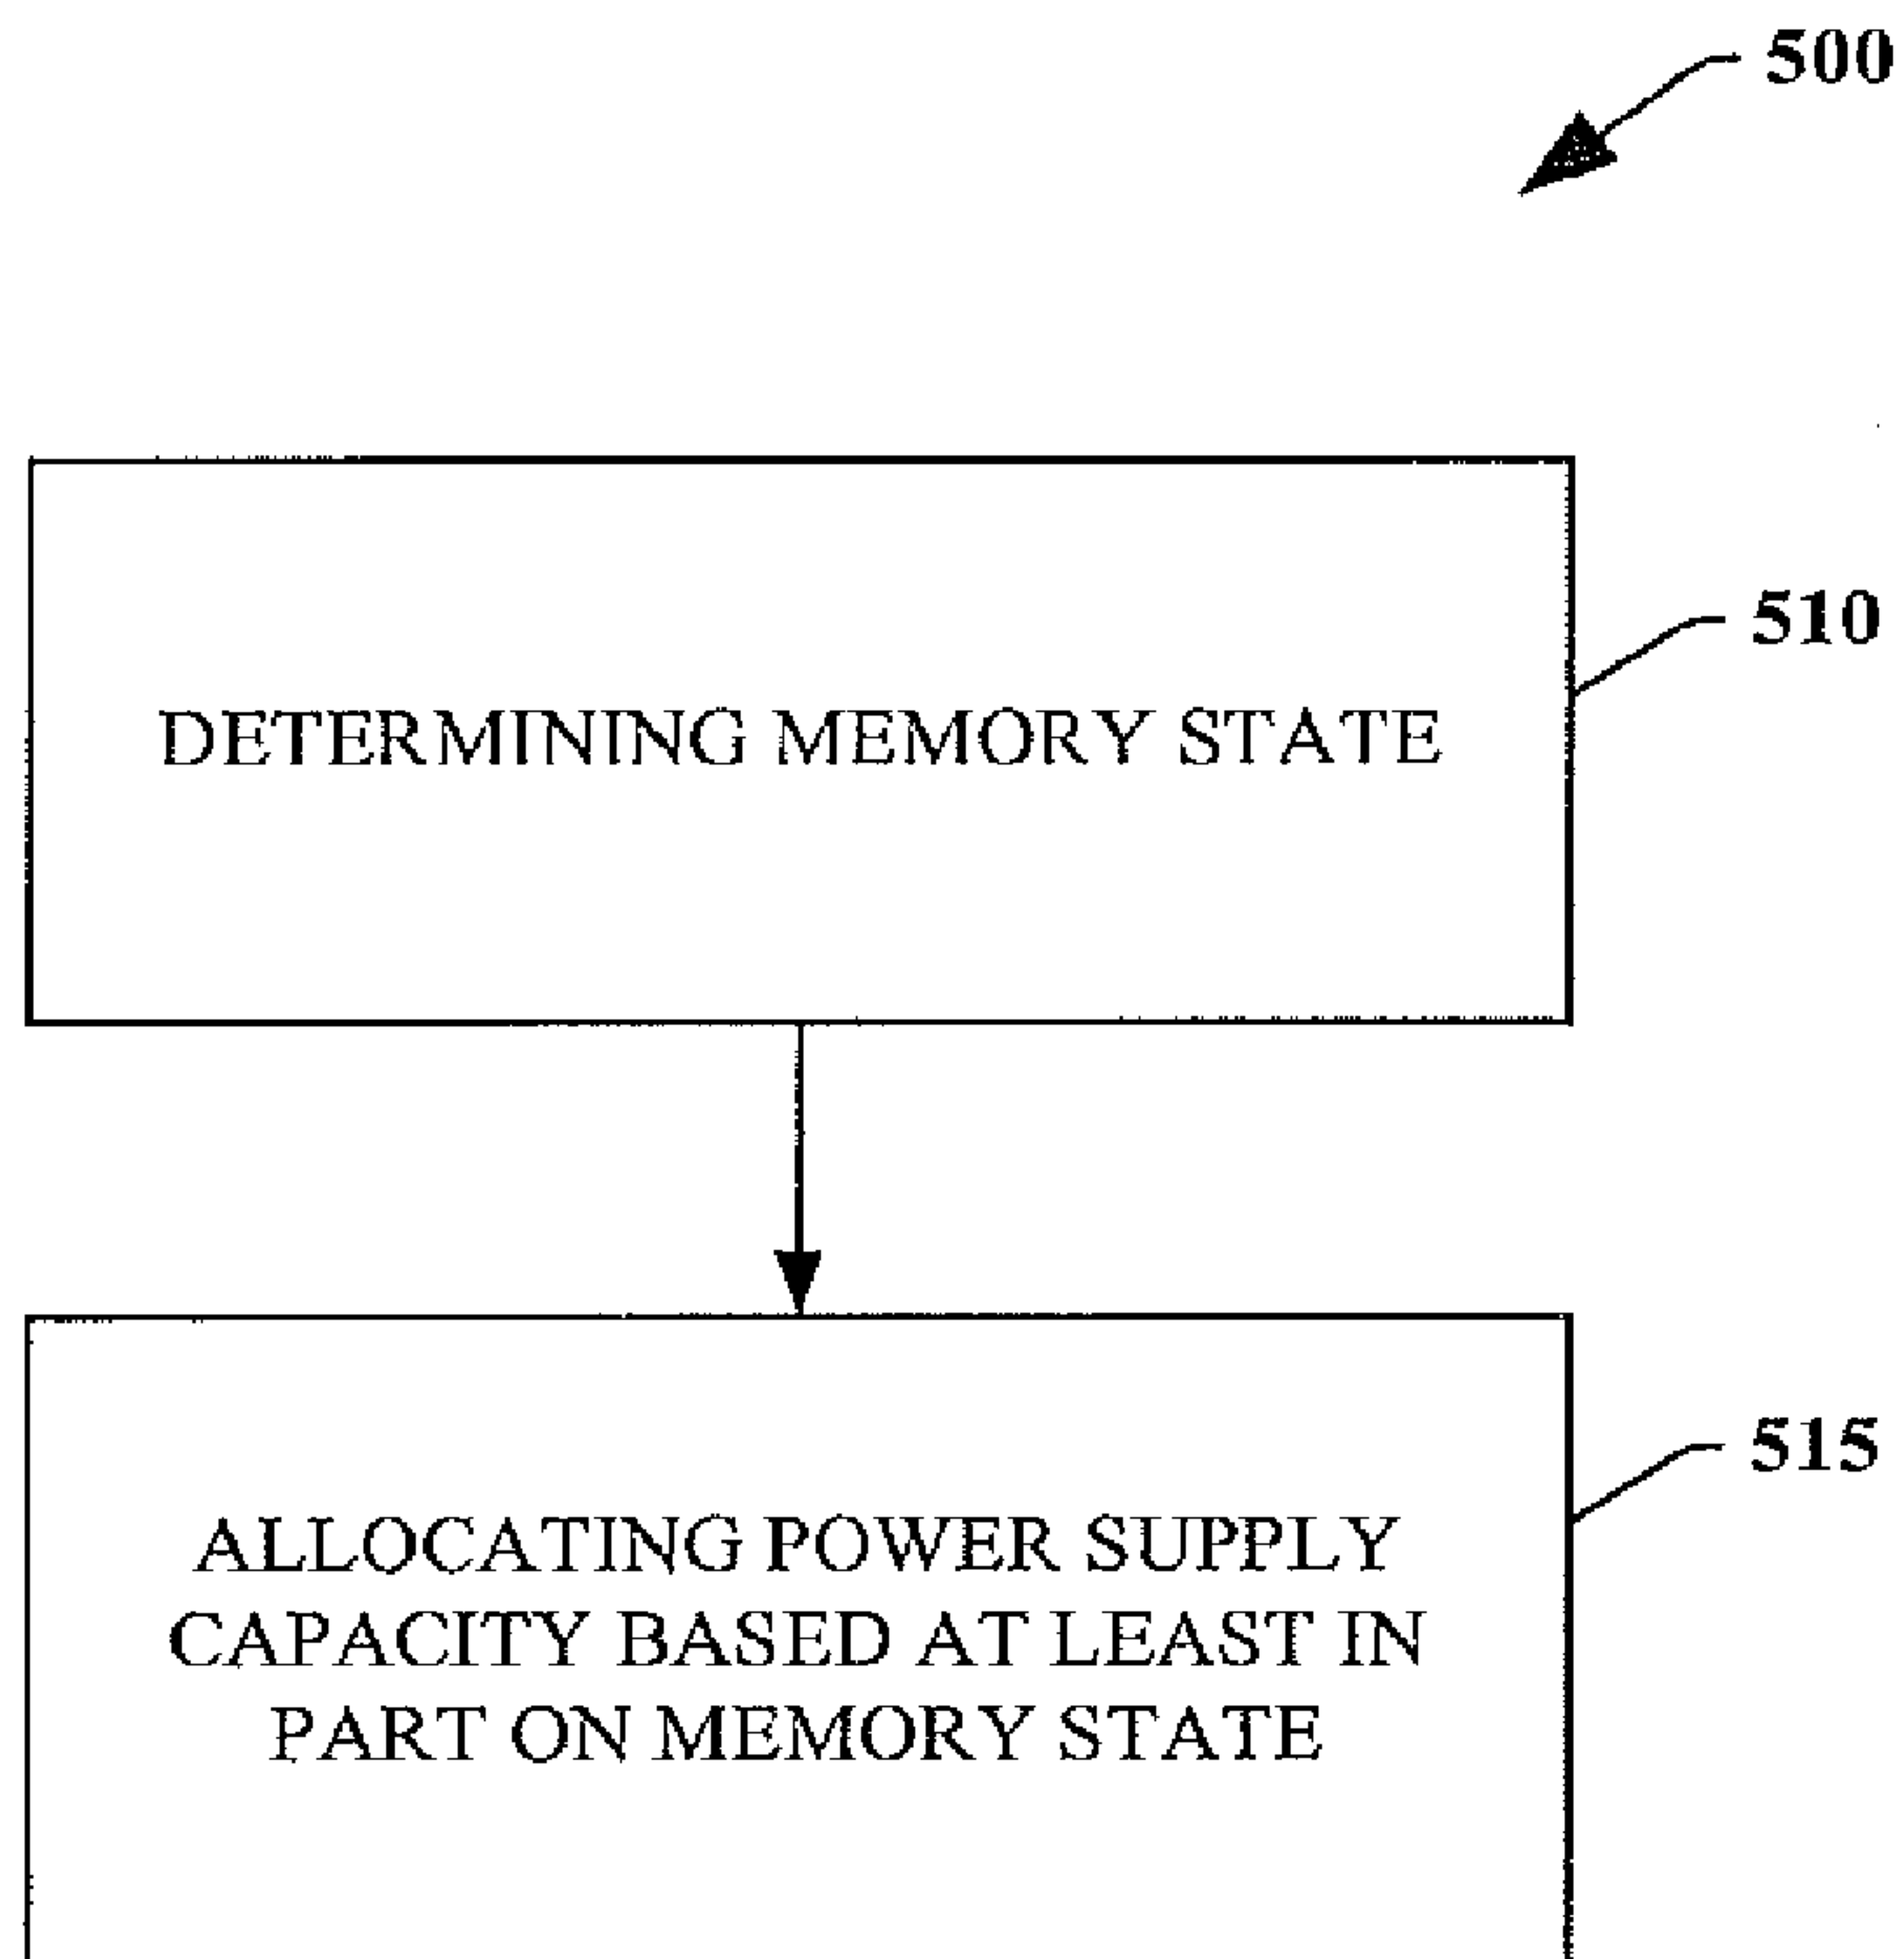 500
510
DETERMINING MEMORY STATE
515
ALLOCATING POWER SUPPLY
CAPACITY BASED AT LEAST IN
PART ON MEMORY STATE